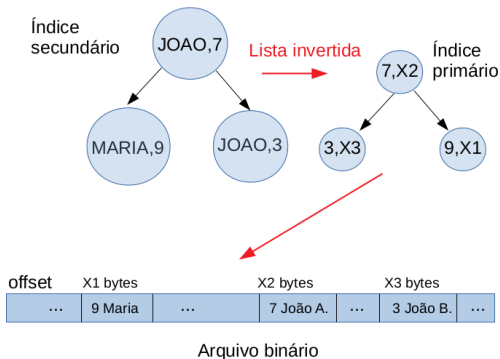 Índice
secundário
JOAO,7
MARIA,9
JOAO,3
Lista invertida
Índice
primário
7,X2
3,X3
9,X1
offset
X1 bytes
X2 bytes
X3 bytes
... 9 Maria ... 7 João A. ... 3 João B. ...
Arquivo binário